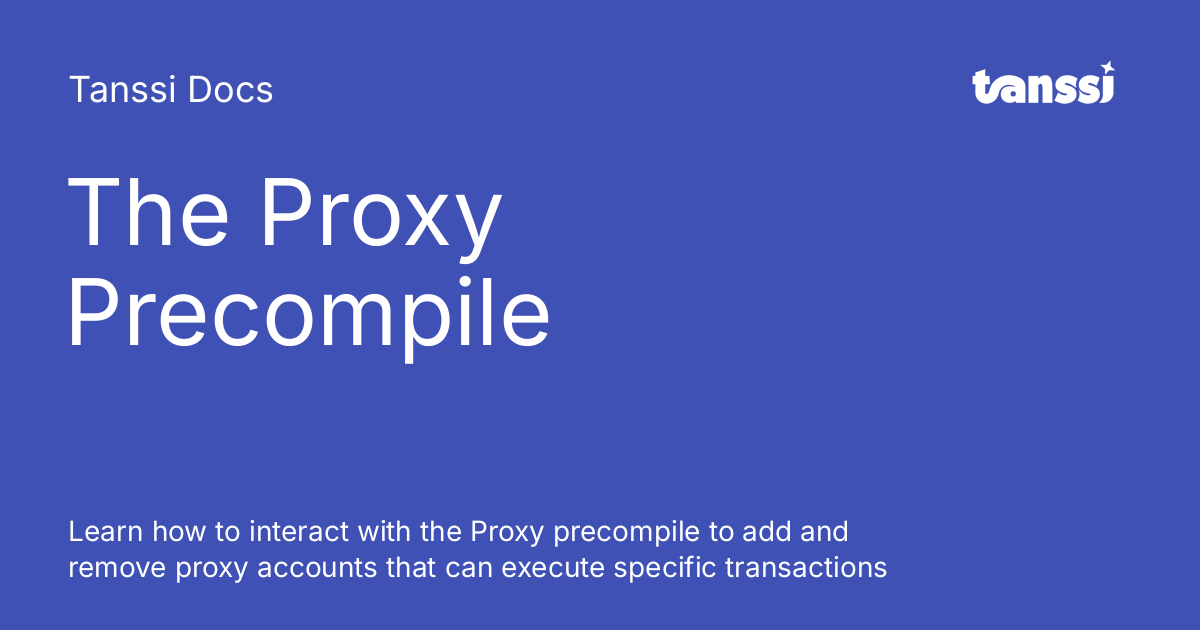 Tanssi Docs
tanssi
The Proxy
Precompile
Learn how to interact with the Proxy precompile to add and
remove proxy accounts that can execute specific transactions